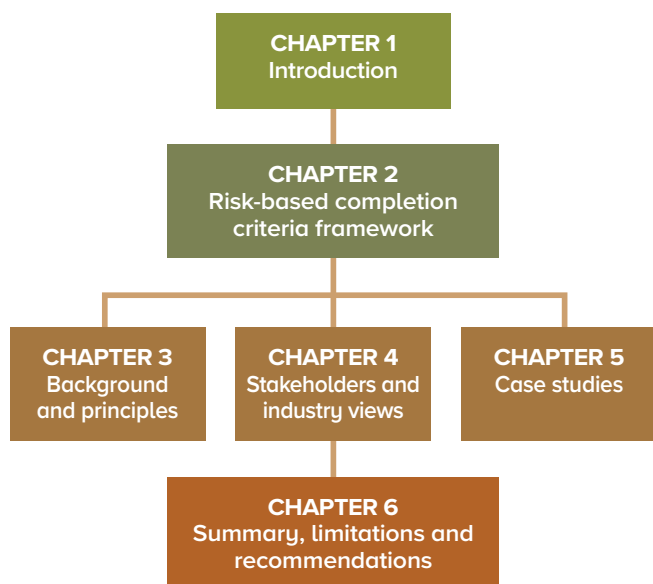 CHAPTER 1
Introduction
CHAPTER 2
Risk-based completion
criteria framework
CHAPTER 3
Background
and principles
CHAPTER 4
Stakeholders and
industry views
CHAPTER 5
Case studies
CHAPTER 6
Summary, limitations and
recommendations